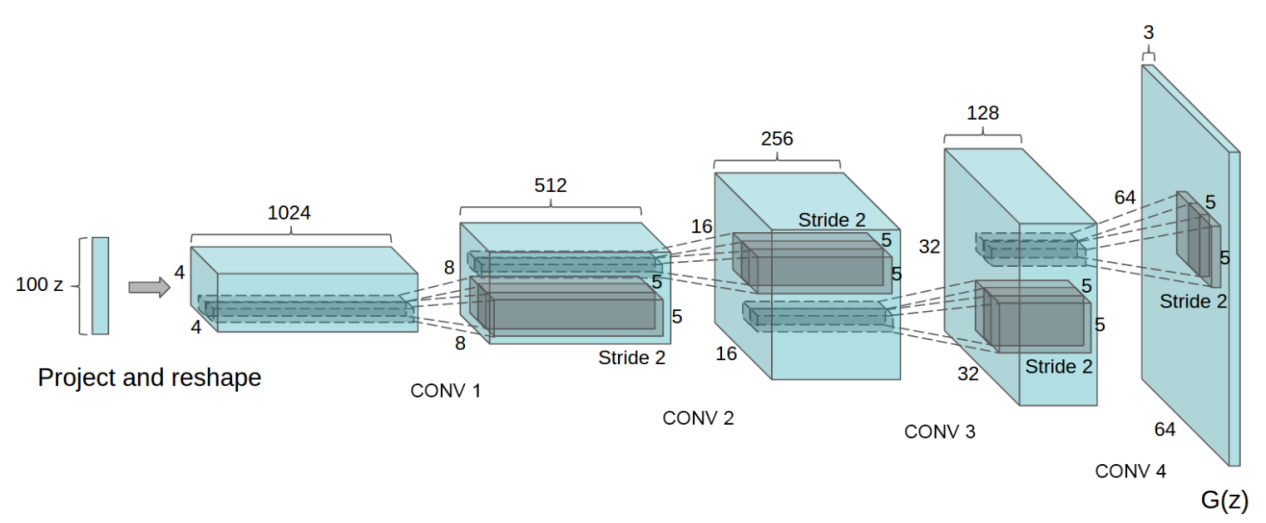 100 z
Project and reshape
1024
4
4
CONV 1
512
8
8
5
5
Stride 2
CONV 2
256
16
16
Stride 2
5
5
CONV 3
128
32
32
5
5
Stride 2
CONV 4
3
64
64
5
5
Stride 2
G(z)